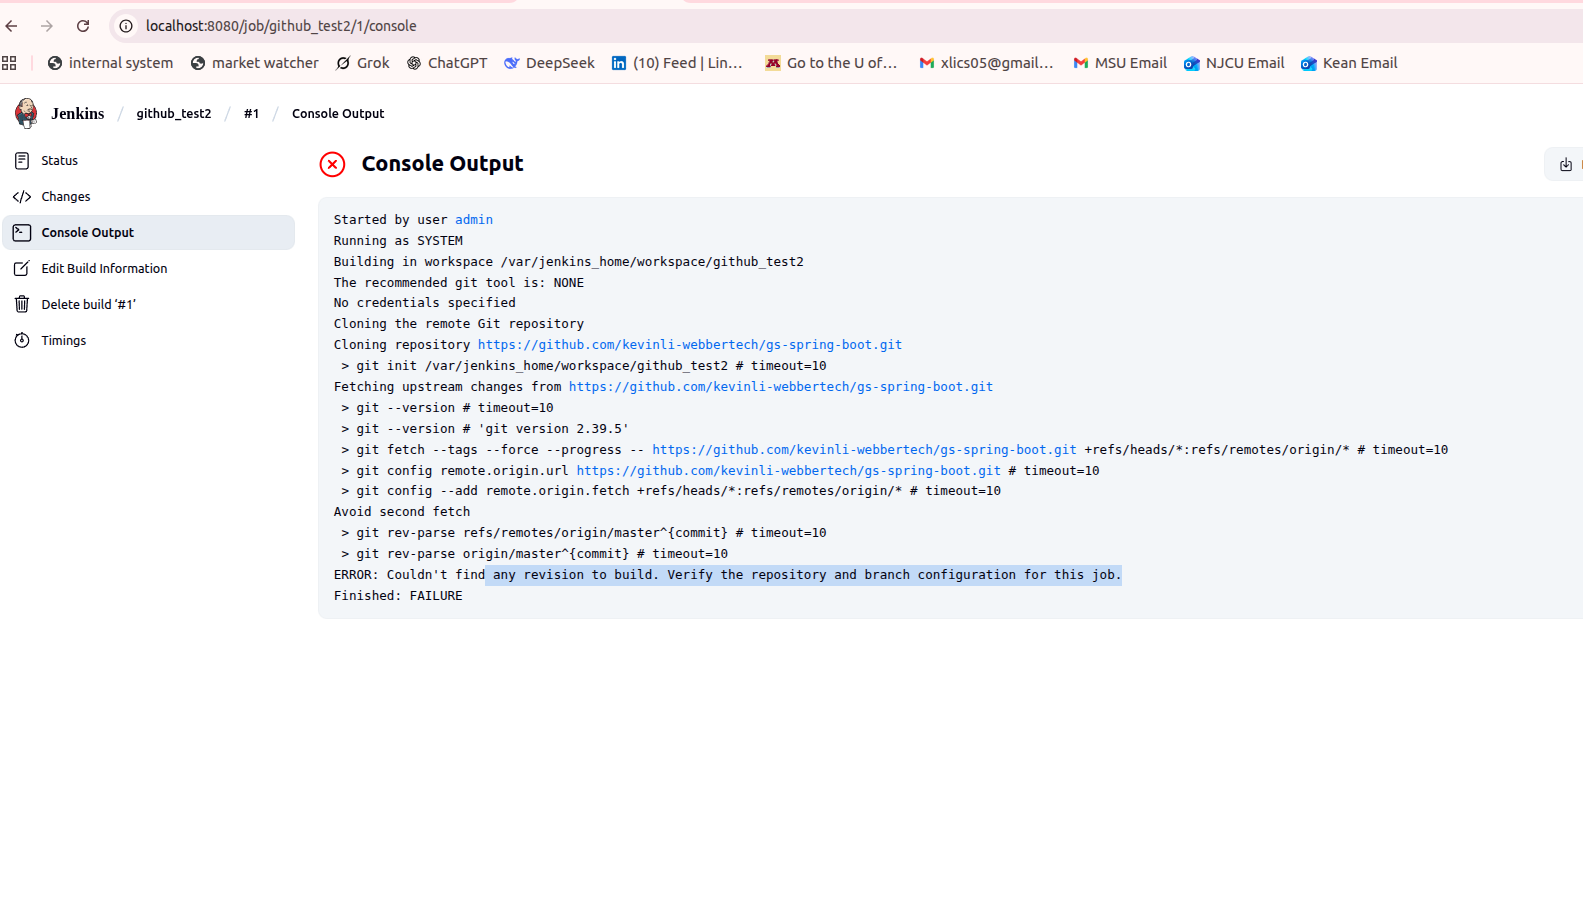 localhost:8080/job/github_test2/1/console
internal system market watcher Grok ChatGPT DeepSeek (10) Feed | Lin... Go to the U of... xlics05@gmail... MSU Email NJCU Email Kean Email
Jenkins / github_test2 / #1 / Console Output
Status
Changes
Console Output
Edit Build Information
Delete build ‘#1’
Timings
Console Output
Started by user admin
Running as SYSTEM
Building in workspace /var/jenkins_home/workspace/github_test2
The recommended git tool is: NONE
No credentials specified
Cloning the remote Git repository
Cloning repository https://github.com/kevinli-webbertech/gs-spring-boot.git
> git init /var/jenkins_home/workspace/github_test2 # timeout=10
Fetching upstream changes from https://github.com/kevinli-webbertech/gs-spring-boot.git
> git --version # timeout=10
> git --version # 'git version 2.39.5'
> git fetch --tags --force --progress -- https://github.com/kevinli-webbertech/gs-spring-boot.git +refs/heads/*:refs/remotes/origin/* # timeout=10
> git config remote.origin.url https://github.com/kevinli-webbertech/gs-spring-boot.git # timeout=10
> git config --add remote.origin.fetch +refs/heads/*:refs/remotes/origin/* # timeout=10
Avoid second fetch
> git rev-parse refs/remotes/origin/master^{commit} # timeout=10
> git rev-parse origin/master^{commit} # timeout=10
ERROR: Couldn't find any revision to build. Verify the repository and branch configuration for this job.
Finished: FAILURE